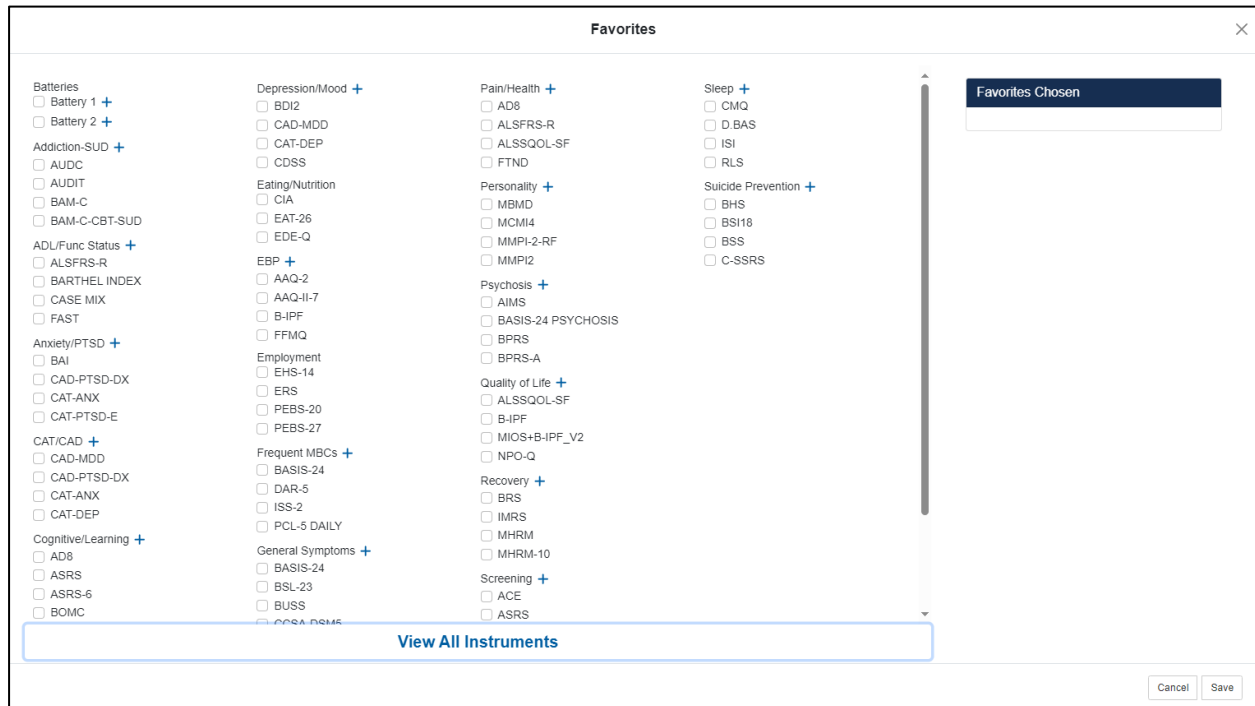 Favorites
Batteries
Battery 1 +
Battery 2 +
Addiction-SUD +
AUDC
AUDIT
BAM-C
BAM-C-CBT-SUD
ADL/Func Status +
ALSFRS-R
BARTHEL INDEX
CASE MIX
FAST
Anxiety/PTSD +
BAI
CAD-PTSD-DX
CAT-ANX
CAT-PTSD-E
CAT/CAD +
CAD-MDD
CAD-PTSD-DX
CAT-ANX
CAT-DEP
Cognitive/Learning +
AD8
ASRS
ASRS-6
BOMC
Depression/Mood +
BDI2
CAD-MDD
CAT-DEP
CDSS
Eating/Nutrition
CIA
EAT-26
EDE-Q
EBP +
AAQ-2
AAQ-II-7
B-IPF
FFMQ
Employment
EHS-14
ERS
PEBS-20
PEBS-27
Frequent MBCs +
BASIS-24
DAR-5
ISS-2
PCL-5 DAILY
General Symptoms +
BASIS-24
BSL-23
BUSS
CCSA-DSM5
Pain/Health +
AD8
ALSFRS-R
ALSSQOL-SF
FTND
Personality +
MBMD
MCMI4
MMPI-2-RF
MMPI2
Psychosis +
AIMS
BASIS-24 PSYCHOSIS
BPRS
BPRS-A
Quality of Life +
ALSSQOL-SF
B-IPF
MIOS+B-IPF_V2
NPO-Q
Recovery +
BRS
IMRS
MHRM
MHRM-10
Screening +
ACE
ASRS
Sleep +
CMQ
D.BAS
ISI
RLS
Suicide Prevention +
BHS
BSI18
BSS
C-SSRS
Favorites Chosen
View All Instruments
Cancel
Save